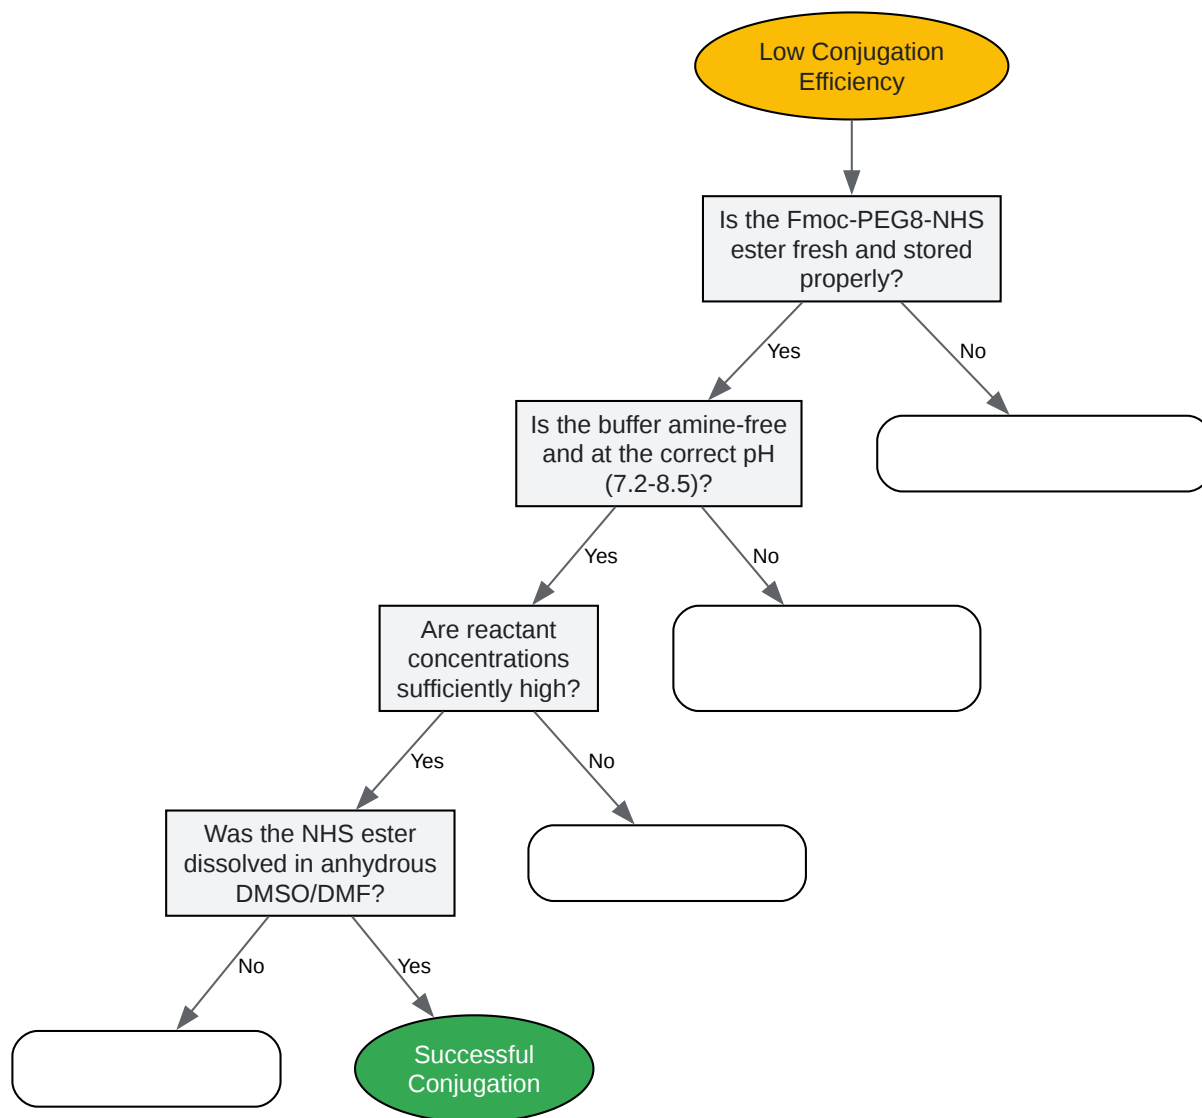 Low Conjugation
Efficiency
Is the Fmoc-PEG8-NHS
ester fresh and stored
properly?
Yes
No
Is the buffer amine-free
and at the correct pH
(7.2-8.5)?
Yes
No
Are reactant
concentrations
sufficiently high?
Yes
No
Was the NHS ester
dissolved in anhydrous
DMSO/DMF?
No
Yes
Successful
Conjugation